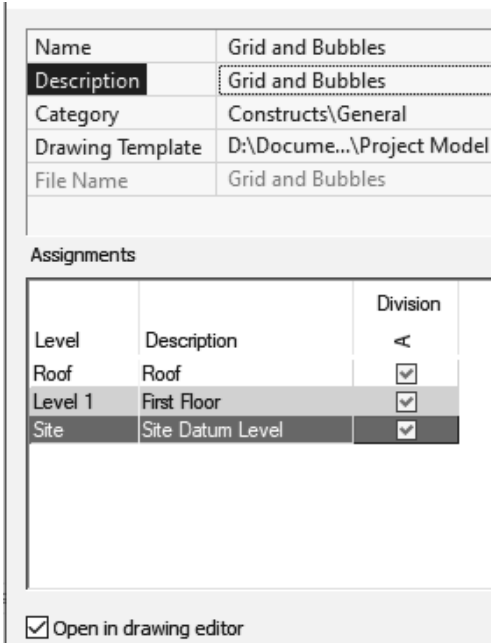 Name Grid and Bubbles
Description Grid and Bubbles
Category Constructs\General
Drawing Template D:\Docume...\Project Model
File Name Grid and Bubbles
Assignments
Division
Level Description A
Roof Roof
Level 1 First Floor
Site Site Datum Level
Open in drawing editor